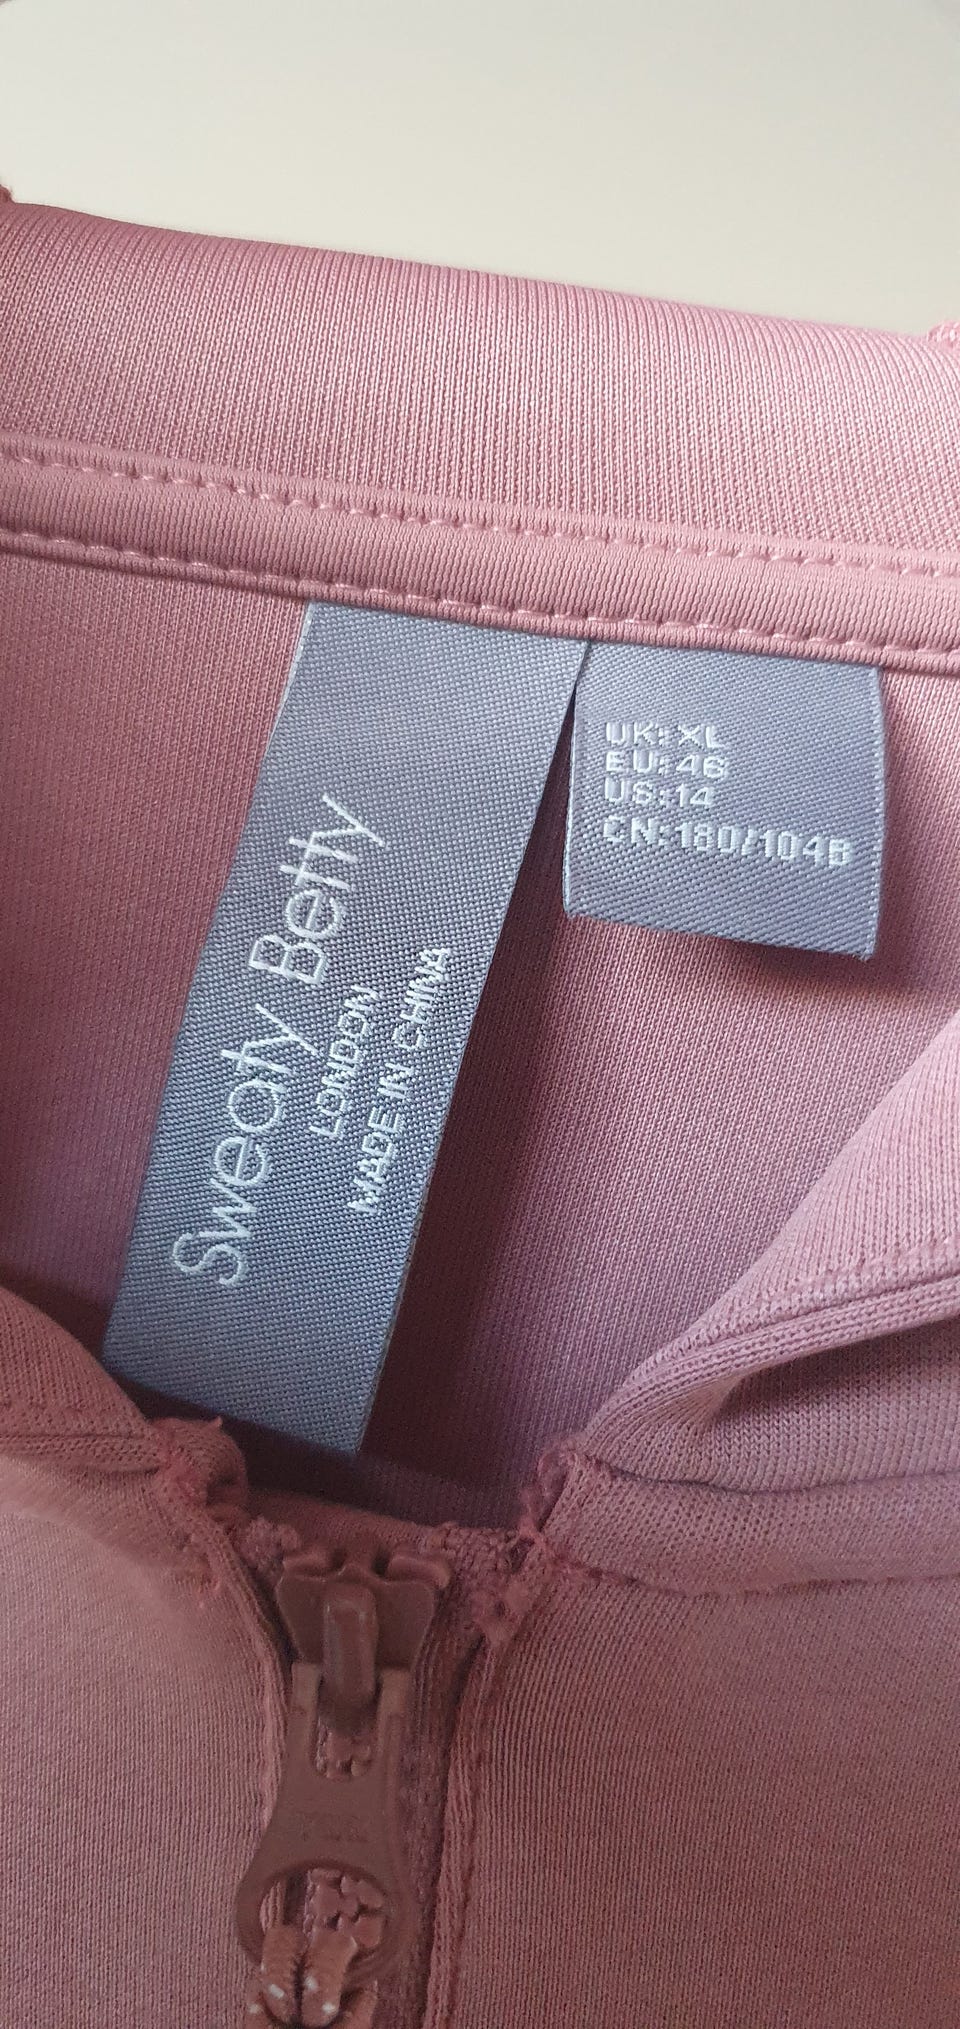 Sweaty Betty
LONDON
MADE IN CHINA
UK: XL
EU: 46
US: 14
CN: 180/104B